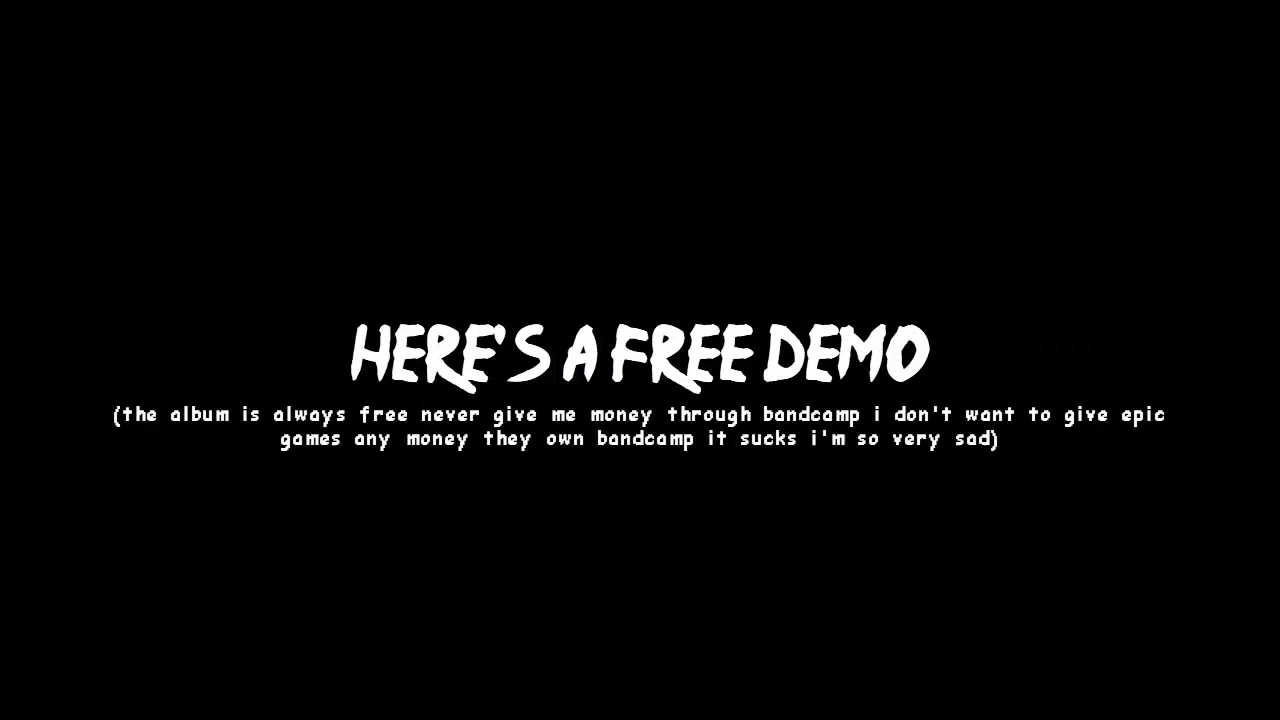 HERE'S A FREE DEMO
(the album is always free never give me money through bandcamp i don't want to give epic
games any money they own bandcamp it sucks i'm so very sad)